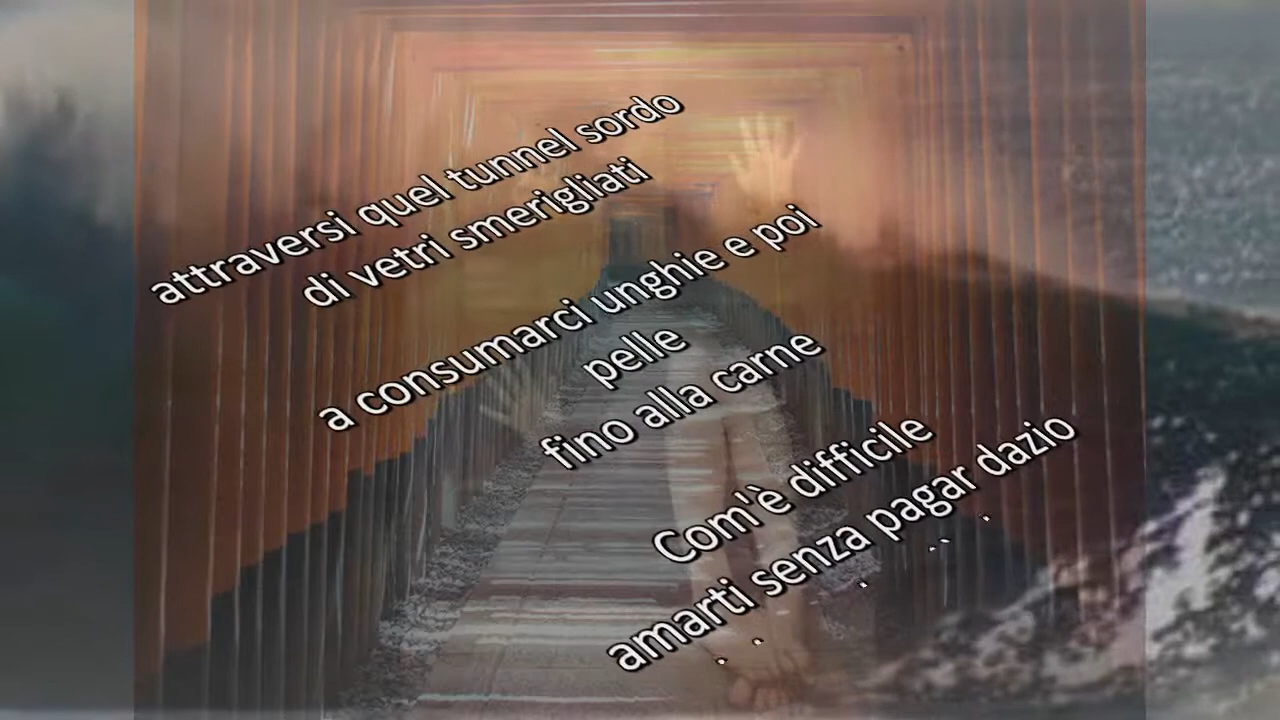 attraversi quel tunnel sordo
di vetri smerigliati
a consumarci unghie e poi
pelle
fino alla carne
Com'è difficile
amarti senza pagar dazio